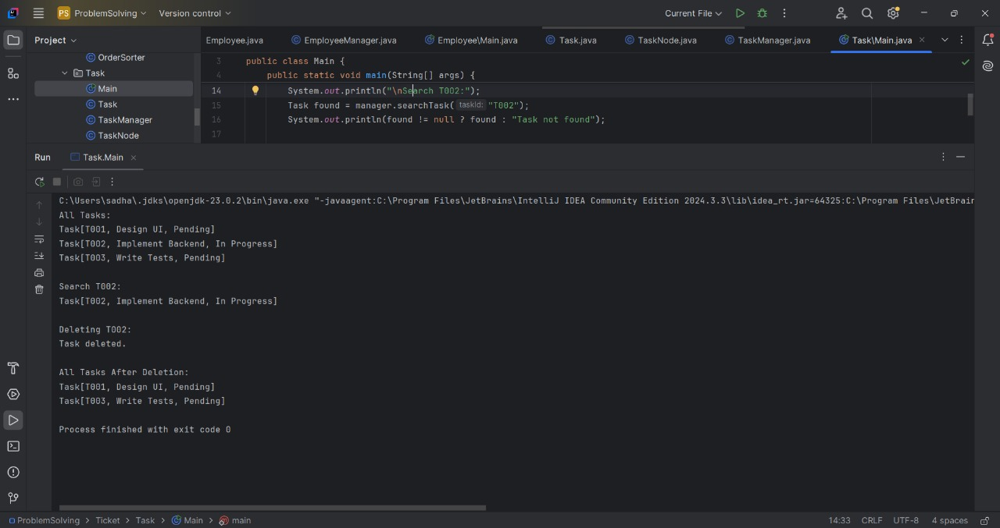 PS ProblemSolving Version control Current File
Project
Employee.java EmployeeManager.java Employee\Main.java Task.java TaskNode.java TaskManager.java Task\Main.java
OrderSorter
Task
Main
Task
TaskManager
TaskNode
3 public class Main {
4 public static void main(String[] args) {
14 System.out.println("\nSearch T002:");
15 Task found = manager.searchTask( taskId: "T002");
16 System.out.println(found != null ? found : "Task not found");
17
Run Task.Main
C:\Users\sadha\.jdks\openjdk-23.0.2\bin\java.exe "-javaagent:C:\Program Files\JetBrains\IntelliJ IDEA Community Edition 2024.3.3\lib\idea_rt.jar=64325:C:\Program Files\JetBrain
All Tasks:
Task[T001, Design UI, Pending]
Task[T002, Implement Backend, In Progress]
Task[T003, Write Tests, Pending]
Search T002:
Task[T002, Implement Backend, In Progress]
Deleting T002:
Task deleted.
All Tasks After Deletion:
Task[T001, Design UI, Pending]
Task[T003, Write Tests, Pending]
Process finished with exit code 0
ProblemSolving > Ticket > Task > Main > main 14:33 CRLF UTF-8 4 spaces